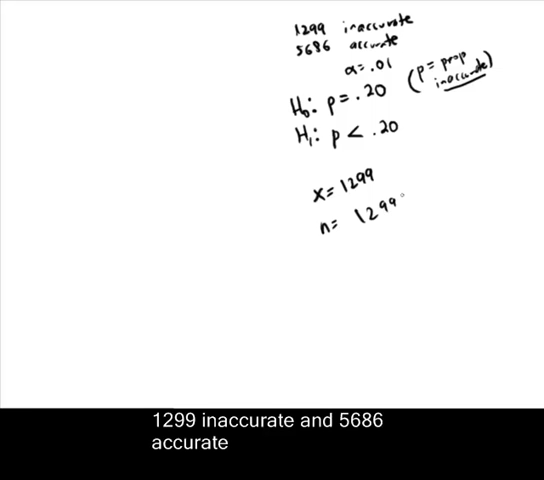 1299 inaccurate
5686 accurate
α = .01
H₀: p = .20 (p = prop inaccurate)
H₁: p < .20
x = 1299
n = 1299
1299 inaccurate and 5686
accurate